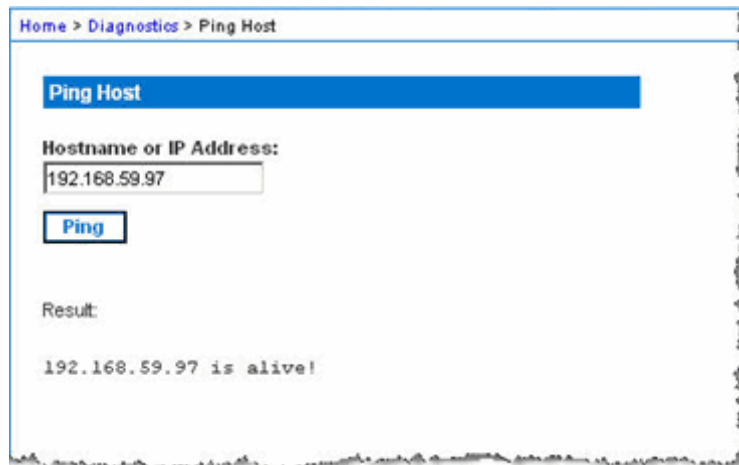 Home > Diagnostics > Ping Host
Ping Host
Hostname or IP Address:
192.168.59.97
Ping
Result:
192.168.59.97 is alive!